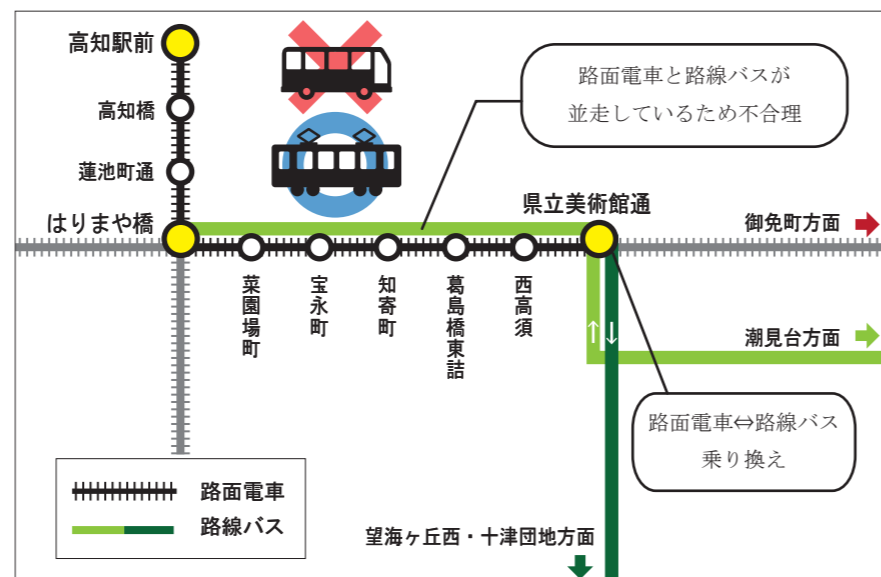 高知駅前
高知橋
蓮池町通
はりまや橋
路面電車と路線バスが
並走しているため不合理
県立美術館通
御免町方面
菜園場町
宝永町
知寄町
葛島橋東詰
西高須
↑↓
潮見台方面
路面電車⇔路線バス
乗り換え
路面電車
路線バス
望海ヶ丘西・十津団地方面